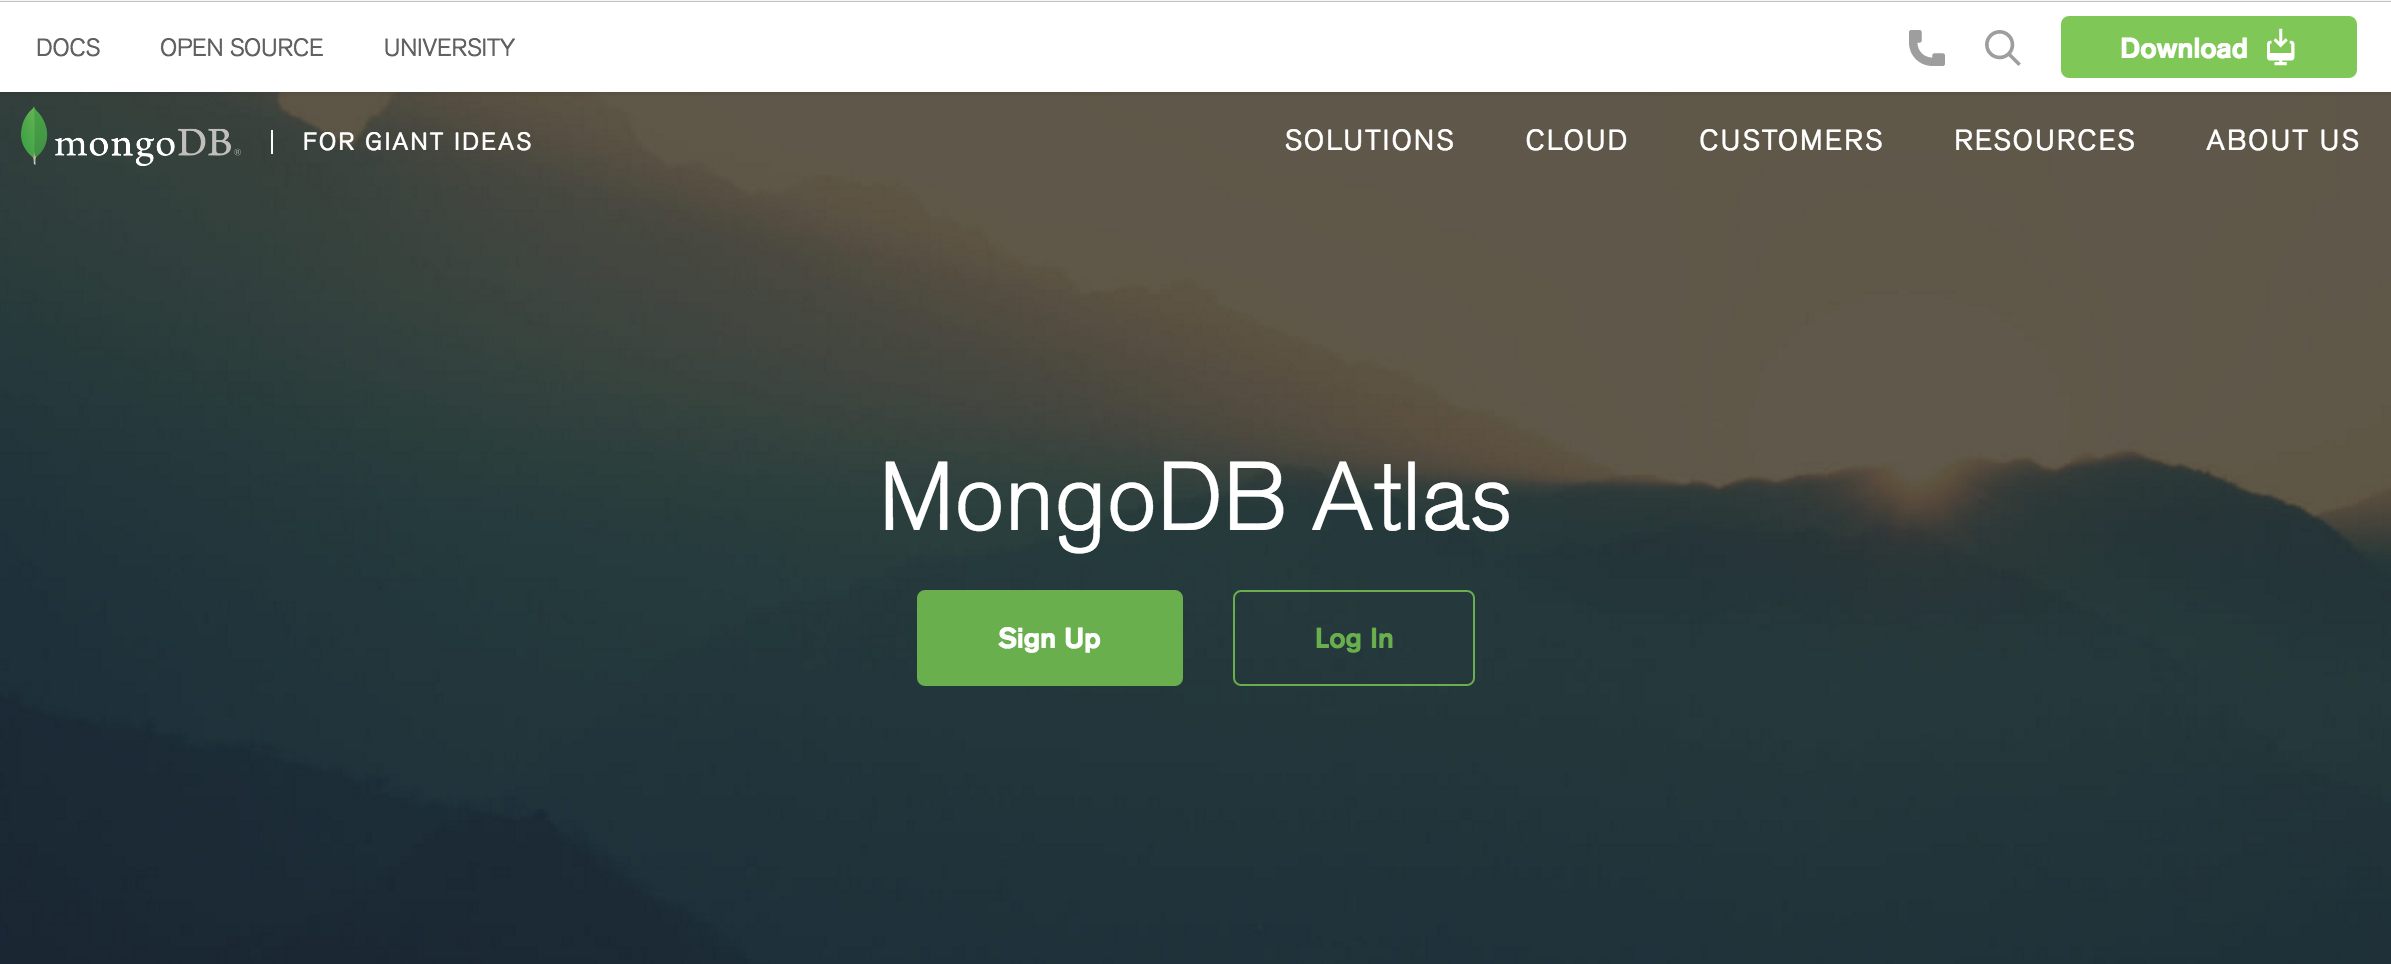 DOCS OPEN SOURCE UNIVERSITY Download
mongoDB® | FOR GIANT IDEAS SOLUTIONS CLOUD CUSTOMERS RESOURCES ABOUT US
MongoDB Atlas
Sign Up Log In